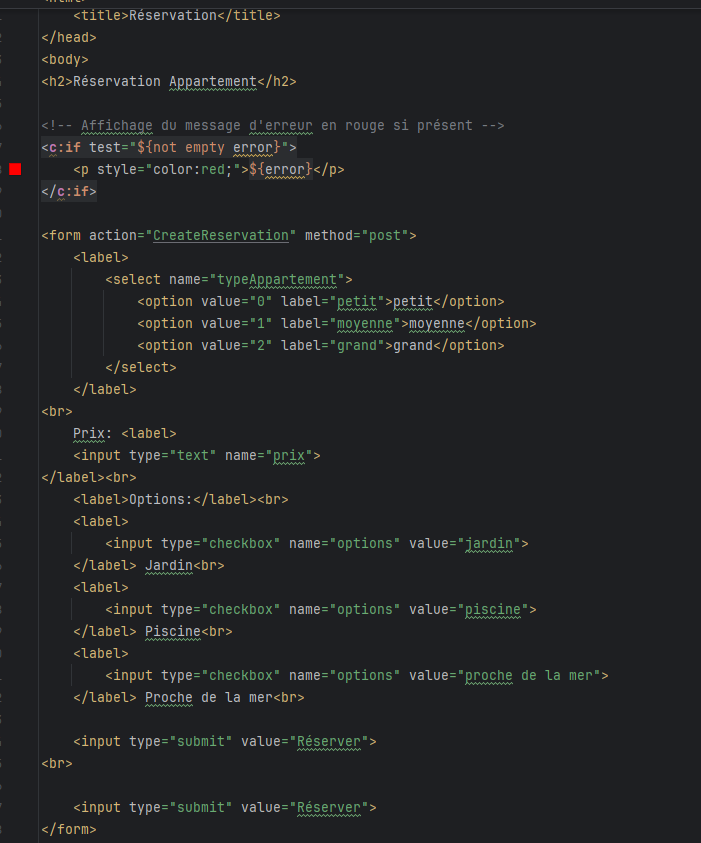 <title>Réservation</title>
</head>
<body>
<h2>Réservation Appartement</h2>
<!-- Affichage du message d'erreur en rouge si présent -->
<c:if test="${not empty error}">
<p style="color:red;">${error}</p>
</c:if>
<form action="CreateReservation" method="post">
<label>
<select name="typeAppartement">
<option value="0" label="petit">petit</option>
<option value="1" label="moyenne">moyenne</option>
<option value="2" label="grand">grand</option>
</select>
</label>
<br>
Prix: <label>
<input type="text" name="prix">
</label><br>
<label>Options:</label><br>
<label>
<input type="checkbox" name="options" value="jardin">
</label> Jardin<br>
<label>
<input type="checkbox" name="options" value="piscine">
</label> Piscine<br>
<label>
<input type="checkbox" name="options" value="proche de la mer">
</label> Proche de la mer<br>
<input type="submit" value="Réserver">
<br>
<input type="submit" value="Réserver">
</form>